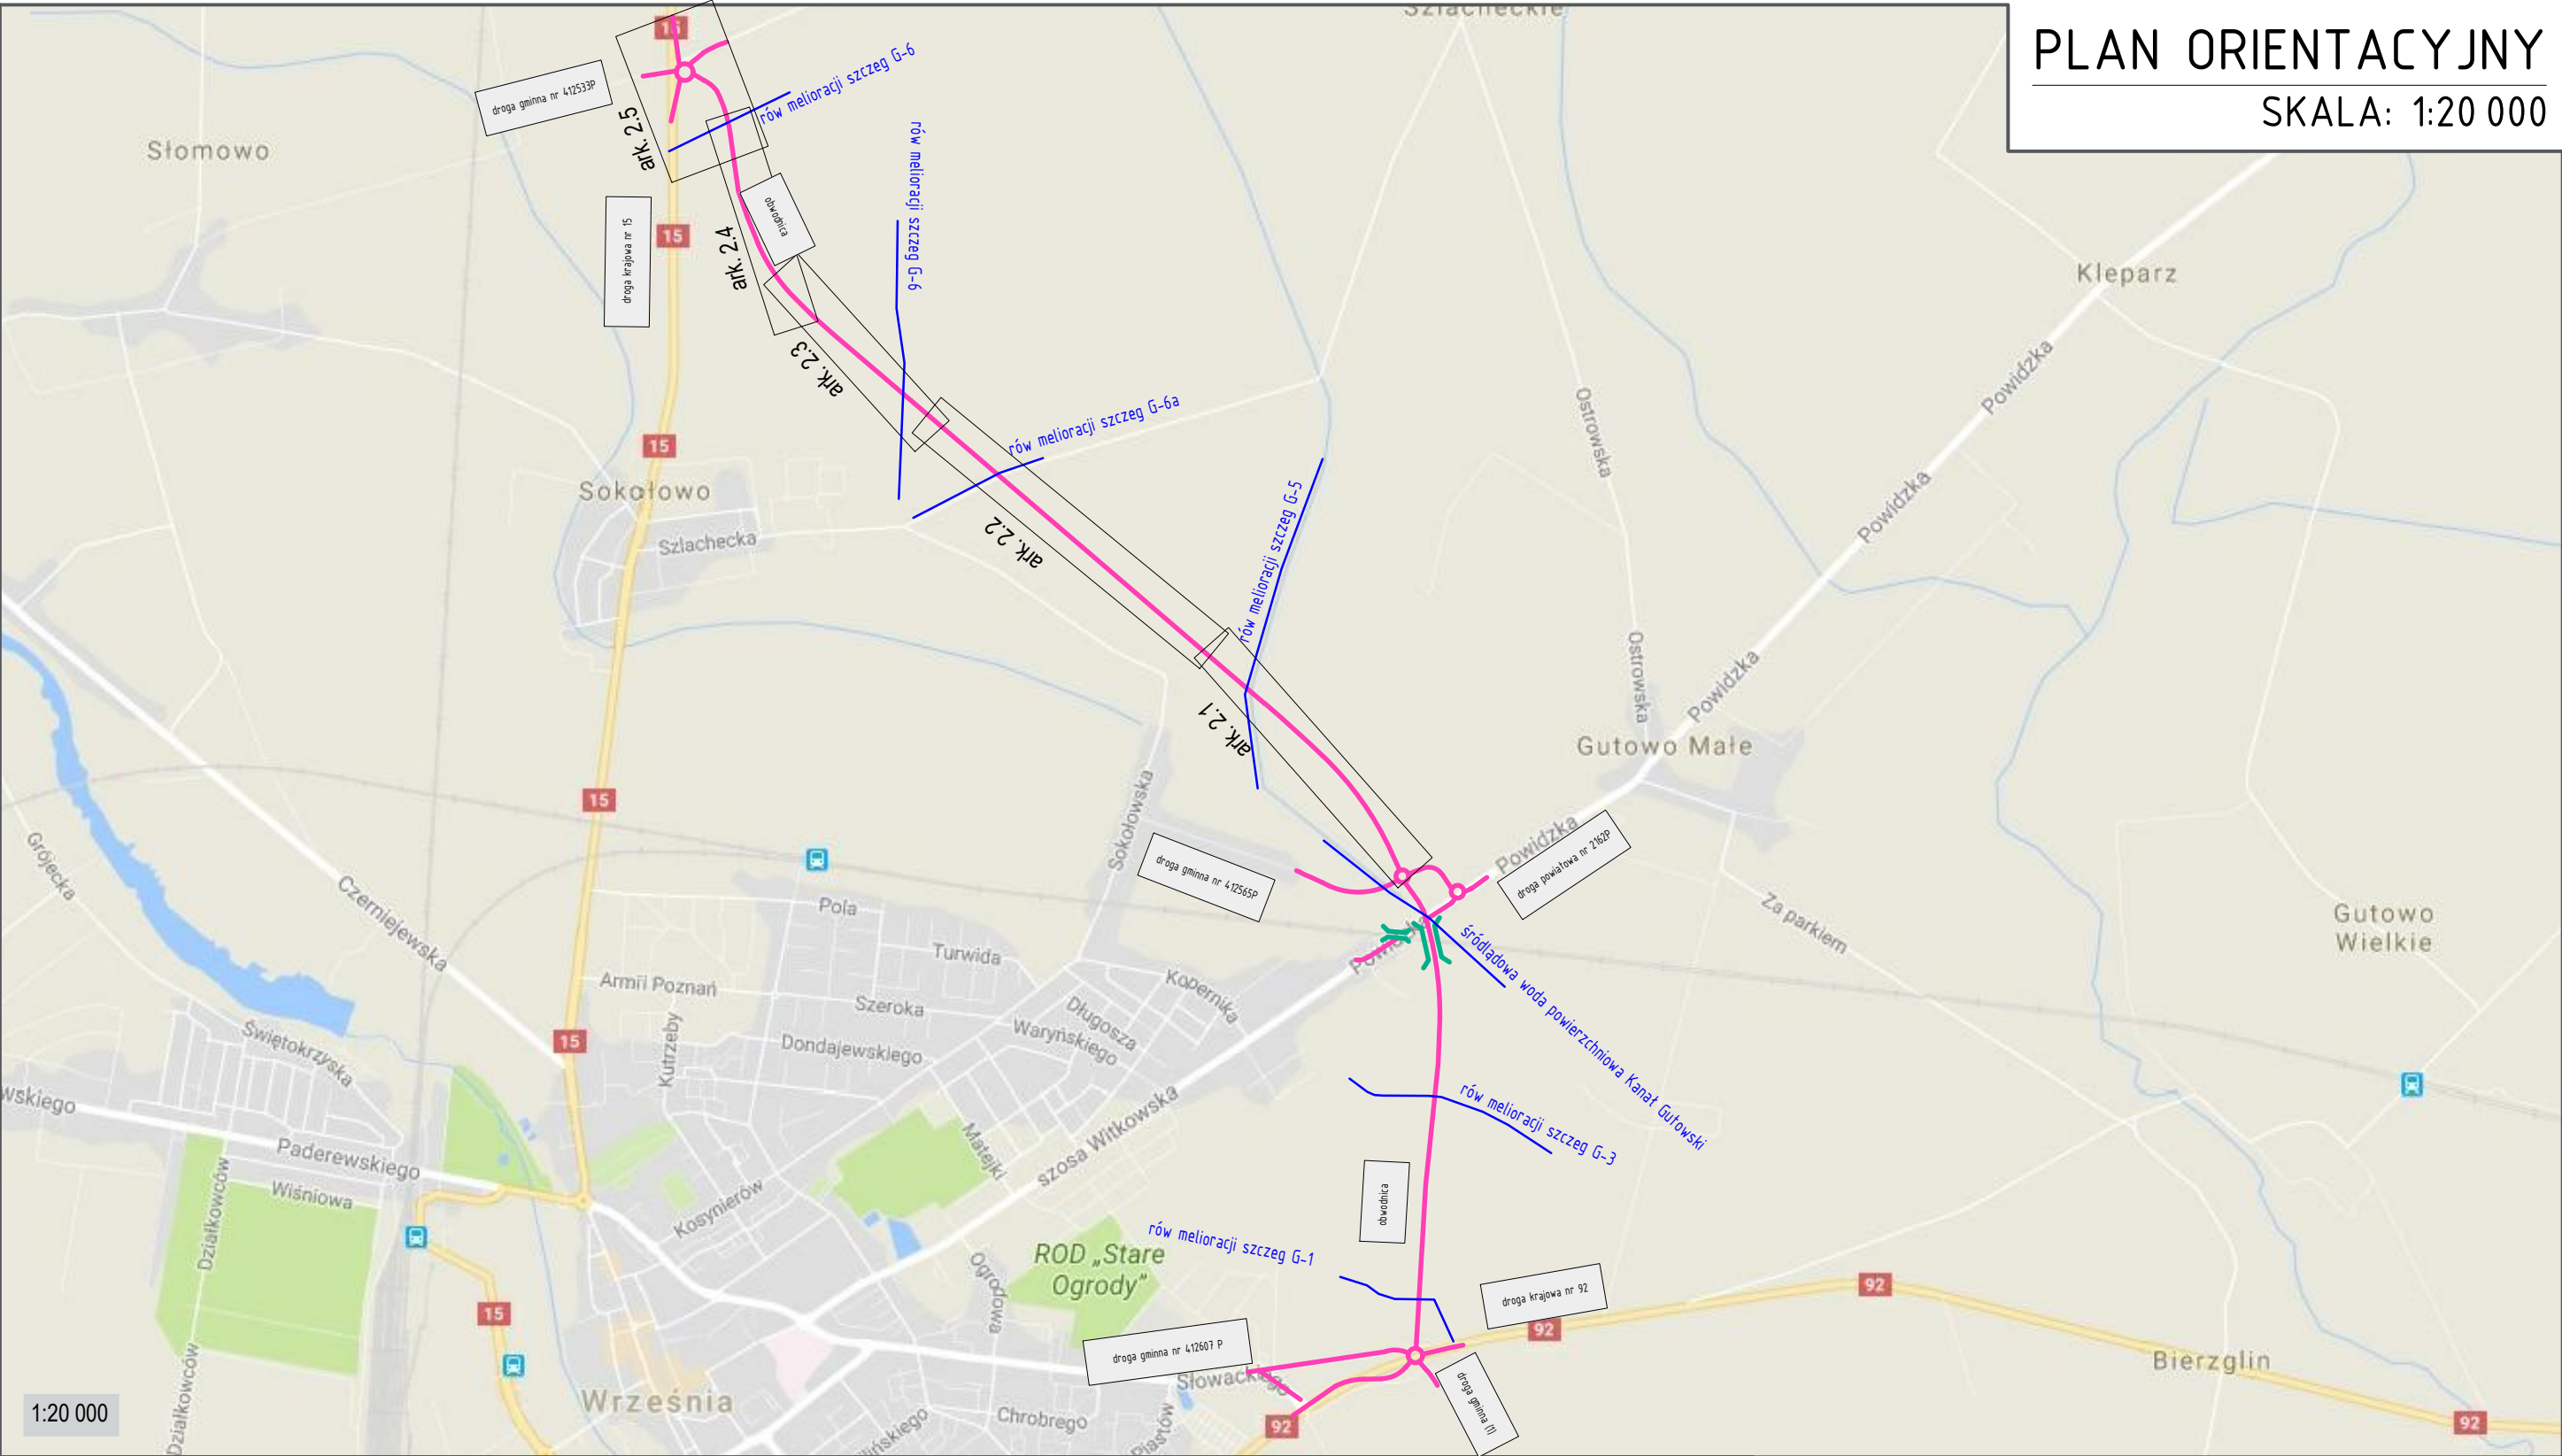 PLAN ORIENTACYJNY
SKALA: 1:20 000
Szlacheckie
15
droga gminna nr 412533P
rów melioracji szczeg G-6
ark. 2.5
Słomowo
rów melioracji szczeg G-6
obwodnica
droga krajowa nr 15
15
ark. 2.4
Kleparz
ark. 2.3
Powidzka
rów melioracji szczeg G-6a
Ostrowska
15
Sokołowo
Powidzka
rów melioracji szczeg G-5
ark. 2.2
Szlachecka
Ostrowska
Powidzka
ark. 2.1
Gutowo Małe
15
Sokołowska
Powidzka
droga powiatowa nr 2162P
droga gminna nr 412565P
Grójecka
Czerniejewska
Pola
Za parkiem
Gutowo
Wielkie
Turwida
śródlądowa woda powierzchniowa Kanał Gutowski
Armii Poznań
Kopernika
Szeroka
Długosza
Waryńskiego
15
Świętokrzyska
Kutrzeby
Dondajewskiego
wskiego
rów melioracji szczeg G-3
szosa Witkowska
Matejki
Paderewskiego
Wiśniowa
Działkowców
Kosynierów
obwodnica
rów melioracji szczeg G-1
ROD „Stare
Ogrody”
Ogrodowa
droga krajowa nr 92
92
92
15
droga gminna nr 412607 P
Słowackiego
droga gminna (1)
Bierzglin
Działkowców
Września
Chrobrego
Piastów
92
92
1:20 000